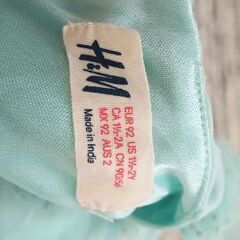 H&M
EUR 92 US 1½-2Y
CA 1½-2A CN 90/56
MX 92 AUS 2
Made in
India